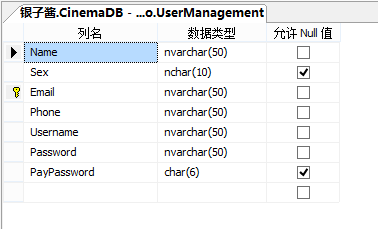 银子酱.CinemaDB - ...o.UserManagement
列名 数据类型 允许 Null 值
Name nvarchar(50)
Sex nchar(10)
Email nvarchar(50)
Phone nvarchar(50)
Username nvarchar(50)
Password nvarchar(50)
PayPassword char(6)